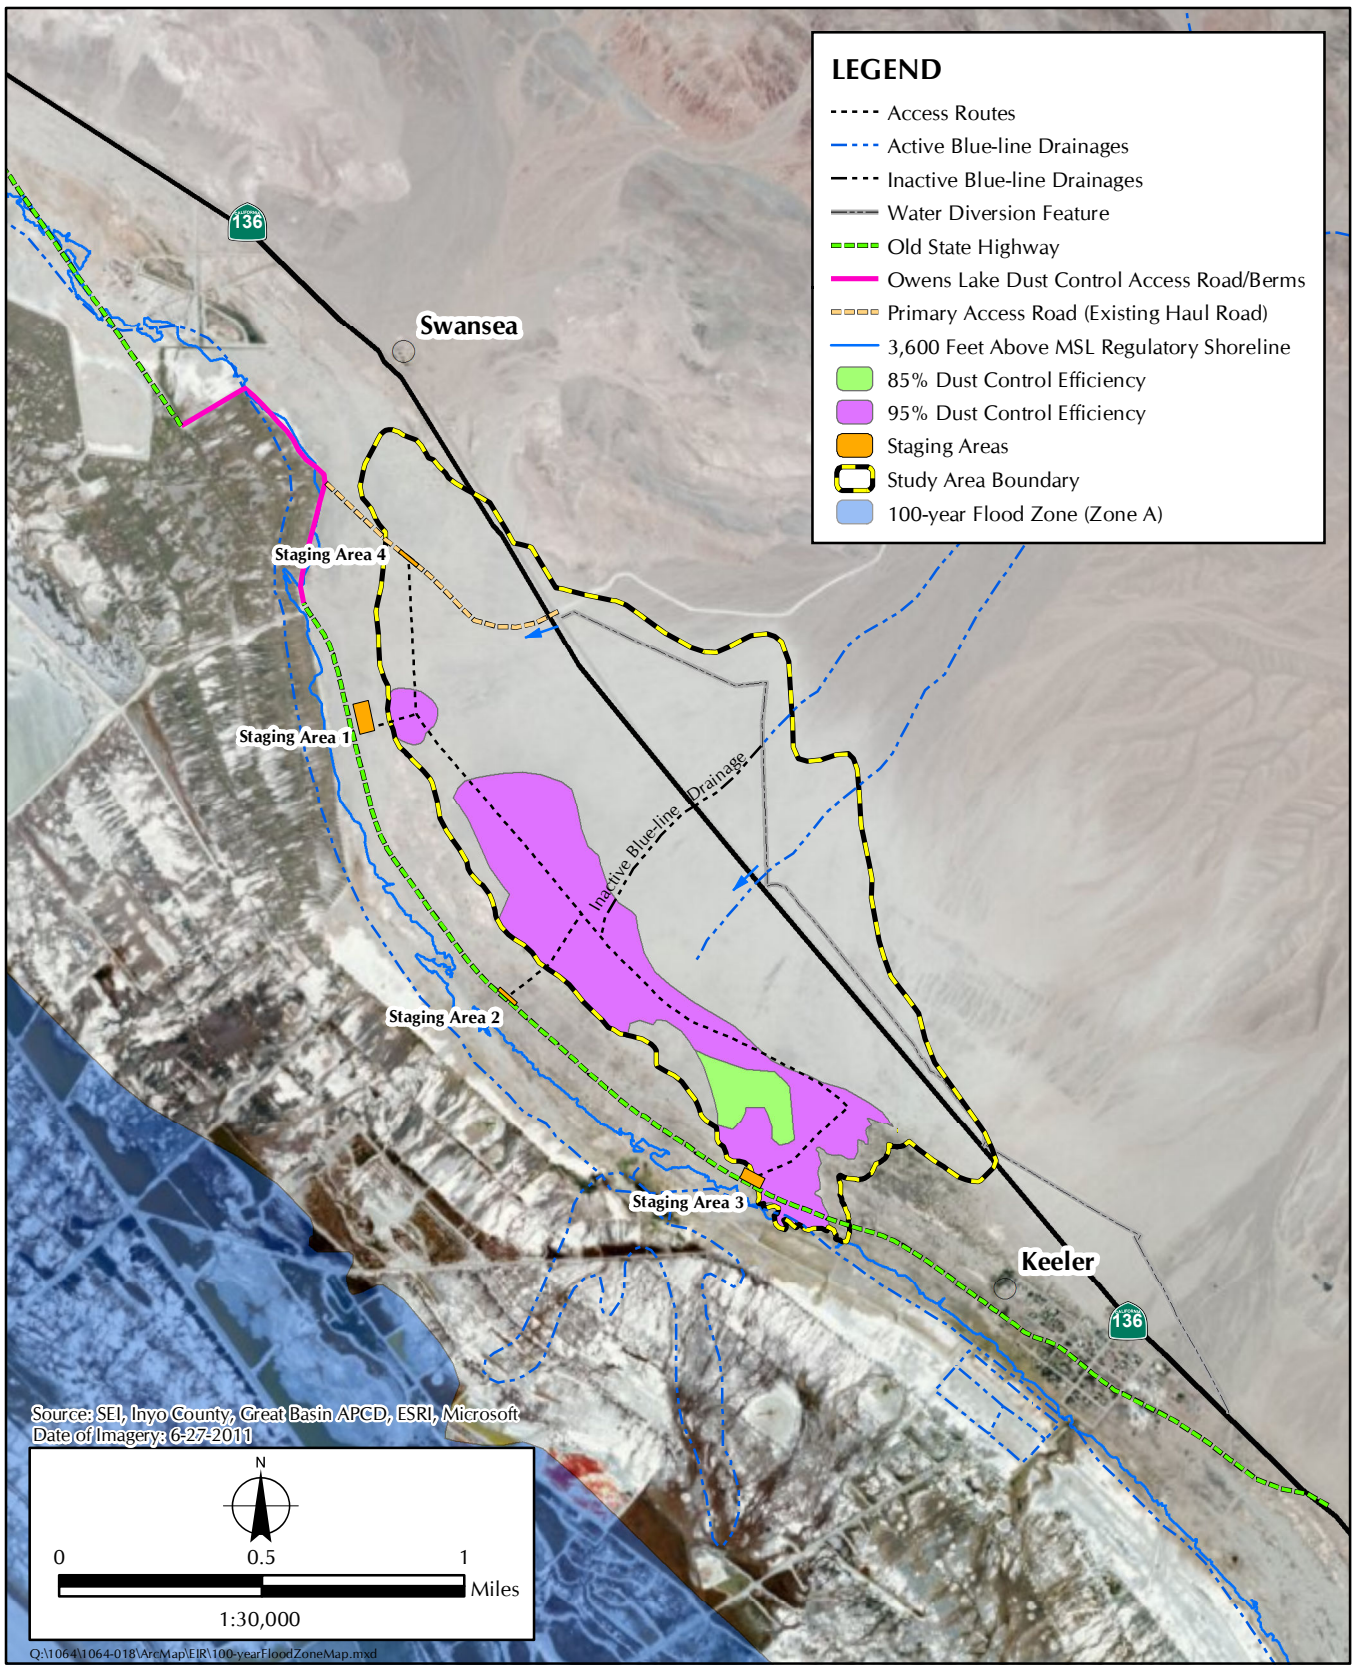 LEGEND
Access Routes
Active Blue-line Drainages
Inactive Blue-line Drainages
Water Diversion Feature
Old State Highway
Owens Lake Dust Control Access Road/Berms
Primary Access Road (Existing Haul Road)
3,600 Feet Above MSL Regulatory Shoreline
85% Dust Control Efficiency
95% Dust Control Efficiency
Staging Areas
Study Area Boundary
100-year Flood Zone (Zone A)
CALIFORNIA
136
Swansea
Staging Area 4
Staging Area 1
Inactive Blue-line Drainage
Staging Area 2
Staging Area 3
Keeler
CALIFORNIA
136
Source: SEI, Inyo County, Great Basin APCD, ESRI, Microsoft
Date of Imagery: 6-27-2011
N
0 0.5 1
Miles
1:30,000
Q:\1064\1064-018\ArcMap\EIR\100-yearFloodZoneMap.mxd